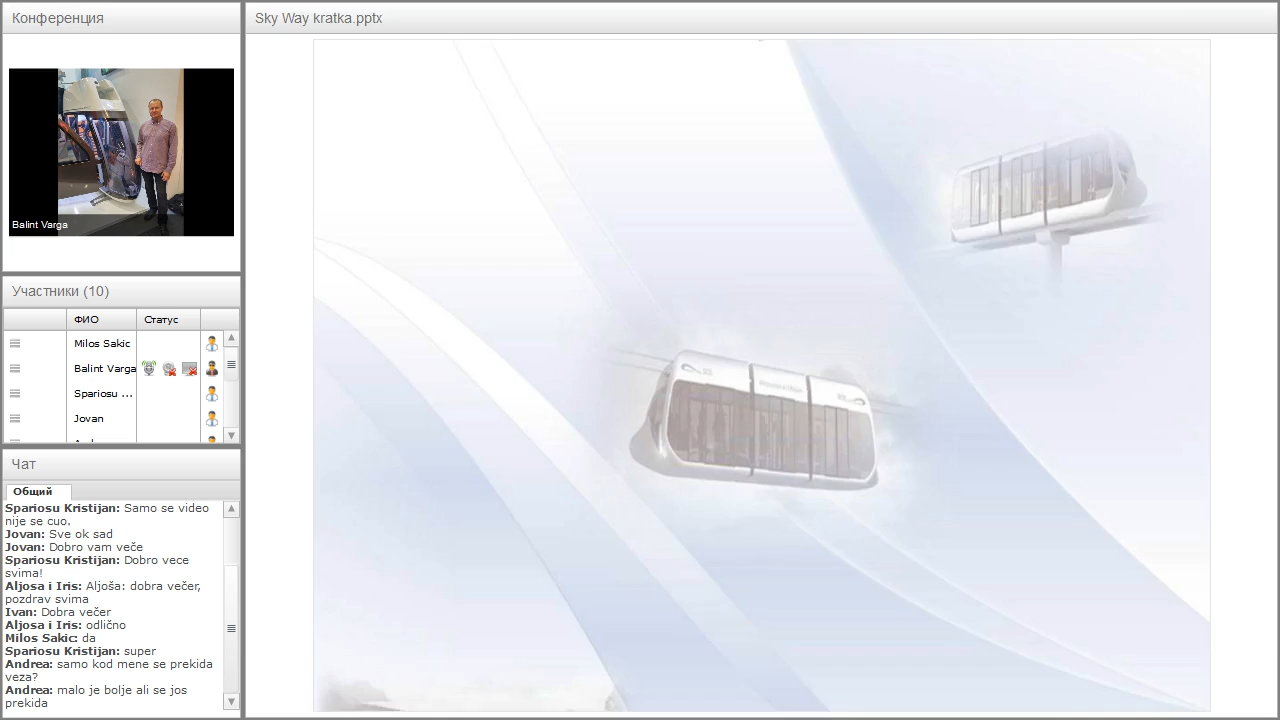 Конференция
Balint Varga
Участники (10)
ФИО Статус
Milos Sakic
Balint Varga
Spariosu ...
Jovan
Чат
Общий
Spariosu Kristijan: Samo se video
nije se cuo.
Jovan: Sve ok sad
Jovan: Dobro vam veče
Spariosu Kristijan: Dobro vece
svima!
Aljosa i Iris: Aljoša: dobra večer,
pozdrav svima
Ivan: Dobra večer
Aljosa i Iris: odlično
Milos Sakic: da
Spariosu Kristijan: super
Andrea: samo kod mene se prekida
veza?
Andrea: malo je bolje ali se jos
prekida
Sky Way kratka.pptx